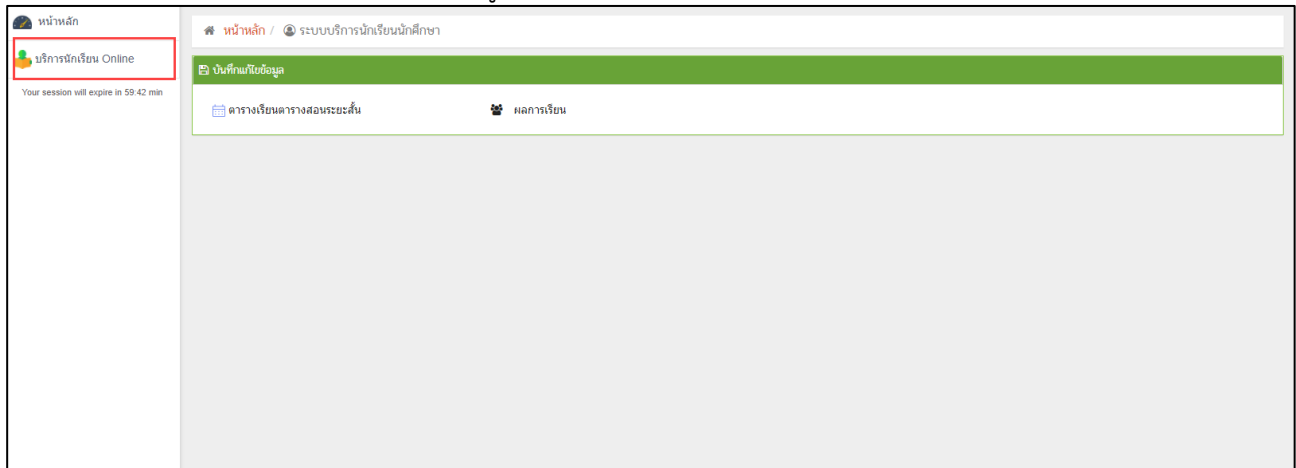 หน้าหลัก
บริการนักเรียน Online
Your session will expire in 59:42 min
หน้าหลัก / ระบบบริการนักเรียนนักศึกษา
บันทึกแก้ไขข้อมูล
ตารางเรียนตารางสอนระยะสั้น ผลการเรียน